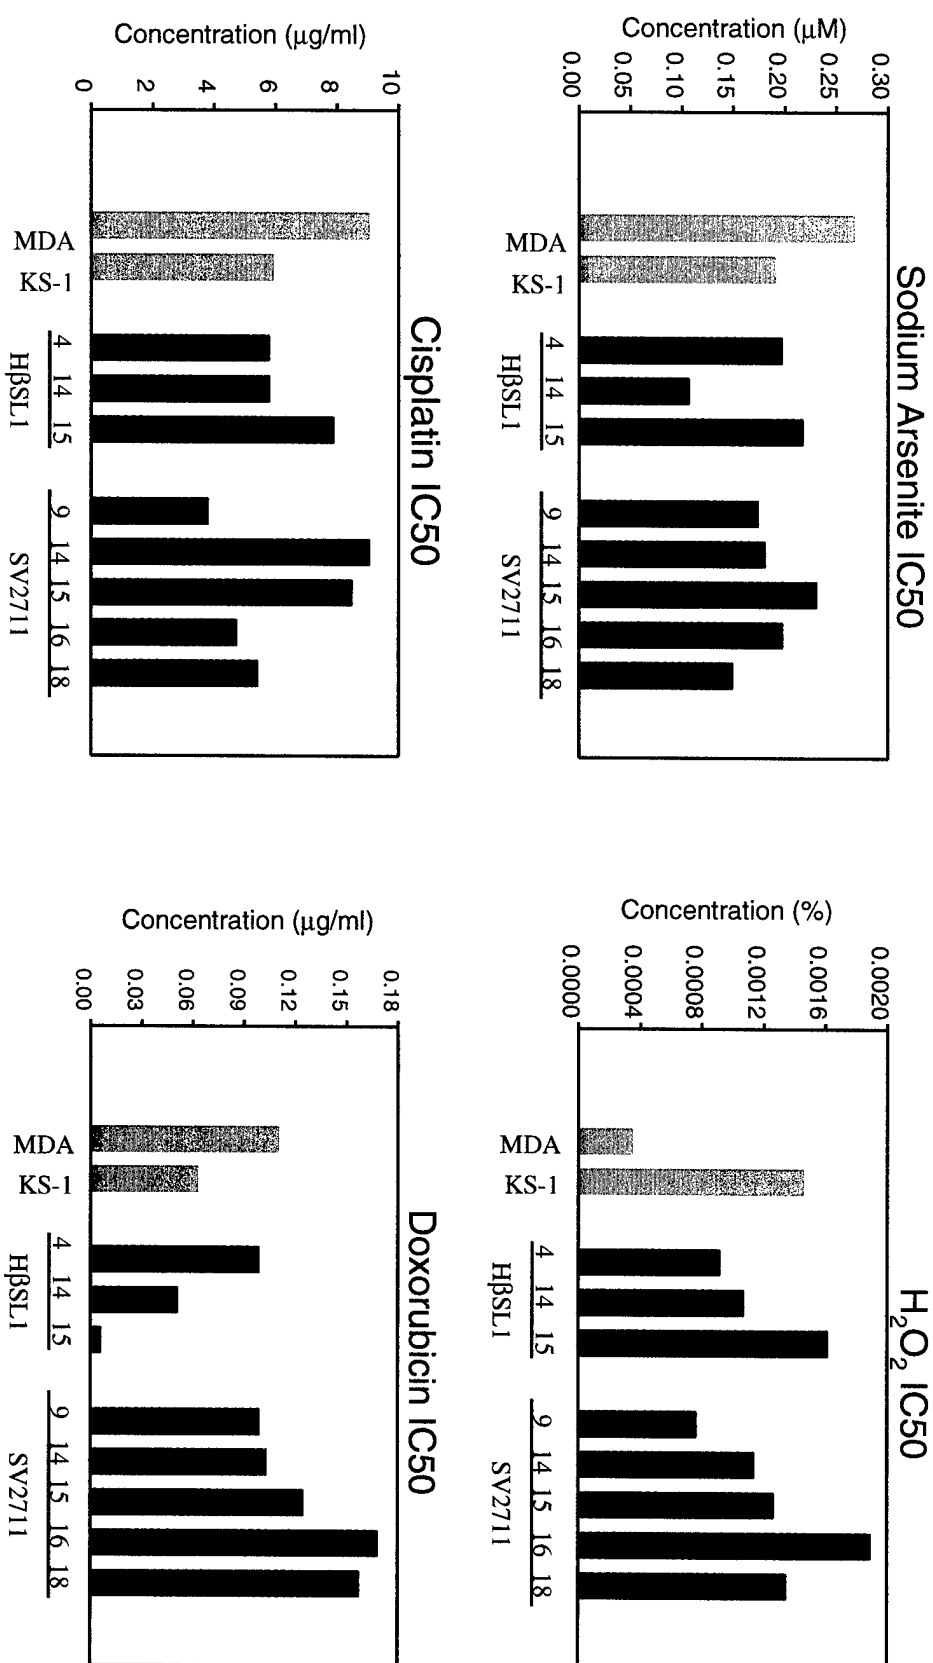 Sodium Arsenite IC50
Concentration (μM)
0.30
0.25
0.20
0.15
0.10
0.05
0.00
MDA
KS-1
4 14 15
HβSL1
9 14 15 16 18
SV2711
H2O2 IC50
Concentration (%)
0.0020
0.0016
0.0012
0.0008
0.0004
0.0000
MDA
KS-1
4 14 15
HβSL1
9 14 15 16 18
SV2711
Cisplatin IC50
Concentration (μg/ml)
10
8
6
4
2
0
MDA
KS-1
4 14 15
HβSL1
9 14 15 16 18
SV2711
Doxorubicin IC50
Concentration (μg/ml)
0.18
0.15
0.12
0.09
0.06
0.03
0.00
MDA
KS-1
4 14 15
HβSL1
9 14 15 16 18
SV2711